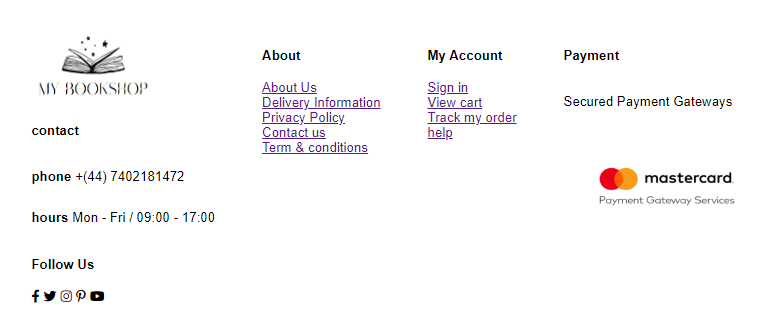 MY BOOKSHOP
contact
phone +(44) 7402181472
hours Mon - Fri / 09:00 - 17:00
Follow Us
About
About Us
Delivery Information
Privacy Policy
Contact us
Term & conditions
My Account
Sign in
View cart
Track my order
help
Payment
Secured Payment Gateways
mastercard.
Payment Gateway Services